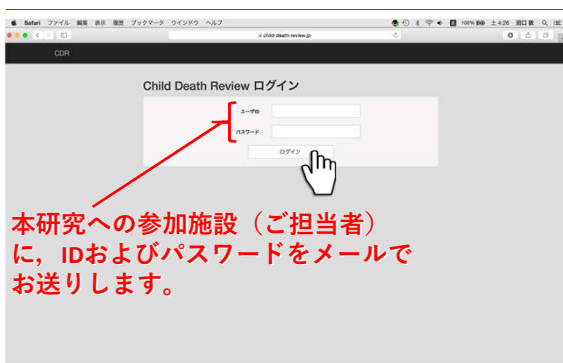 Safari ファイル 編集 表示 履歴 ブックマーク ウインドウ ヘルプ 100% 土4:26
child-death-review.jp
CDR
Child Death Review ログイン
ユーザID
パスワード
ログイン
本研究への参加施設（ご担当者）
に，IDおよびパスワードをメールで
お送りします。